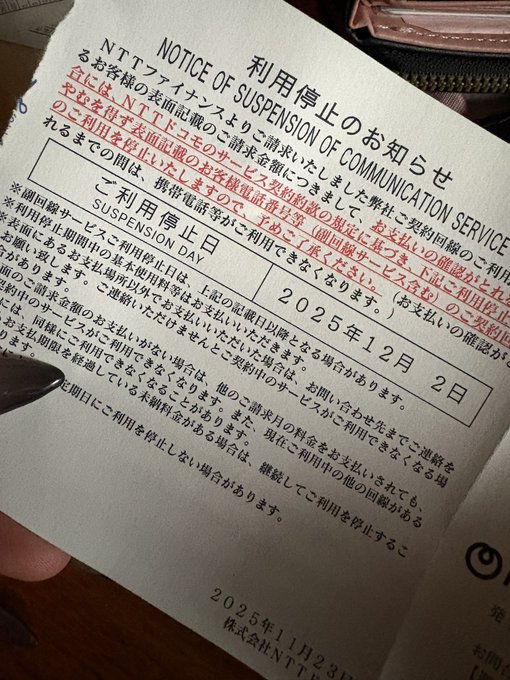 利用停止のお知らせ
NOTICE OF SUSPENSION OF COMMUNICATION SERVICE
NTTファイナンスよりご請求いたしました弊社ご契約回線のご利用
るお客様の表面記載のご請求金額につきまして、お支払いの確認がとれ
合には、NTTドコモのサービス契約約款の規定に基づき、下記に利用停止
やむを得ず表面記載のお客様電話番号等(副回線サービス含む)のご契約回
のご利用を停止いたしますので、予めご了承ください。(お支払いの確認がと
れるまでの間は、携帯電話等がご利用できなくなります。)
ご利用停止日
SUSPENSION DAY
2025年12月 2日
※副回線サービスご利用停止日は、上記の記載日以降となる場合があります。
※利用停止期間中の基本使用料等はお支払いいただきます。
※表面にあるお支払場所以外でお支払いいただいた場合は、お問い合わせ先までご連絡を
お願い致します。ご連絡いただけませんとご契約中のサービスがご利用できなくなる場
合があります。
面のご請求金額のお支払いがない場合は、他のご請求月の料金をお支払いされても、
契約中のサービスがご利用できなくなります。また、現在ご利用中の他の回線がある
には、同様にご利用できなくなることがあります。
お支払期限を経過している未納料金がある場合は、継続してご利用を停止するこ
ります。
定期日にご利用を停止しない場合があります。
2025年11月23日
株式会社NTTド
発
お問